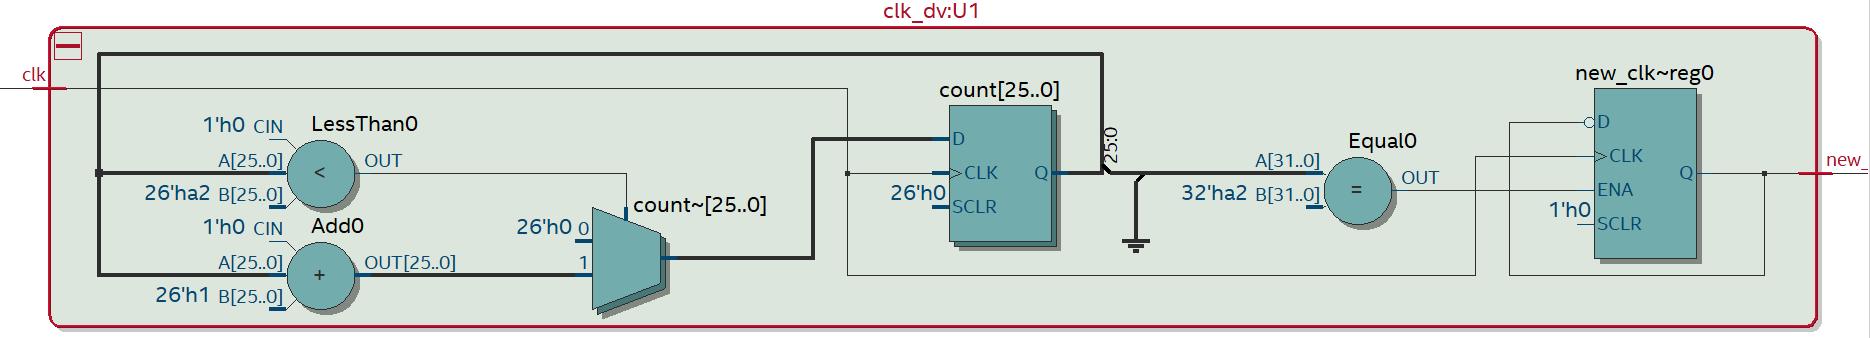 clk_dv:U1
clk
1'h0 CIN
LessThan0
A[25..0]
<
OUT
26'ha2 B[25..0]
1'h0 CIN
Add0
A[25..0]
+
OUT[25..0]
26'h1 B[25..0]
count~[25..0]
26'h0 0
1
count[25..0]
D
CLK
Q
26'h0 SCLR
25:0
Equal0
A[31..0]
=
OUT
32'ha2 B[31..0]
new_clk~reg0
D
CLK
ENA
Q
1'h0 SCLR
new_